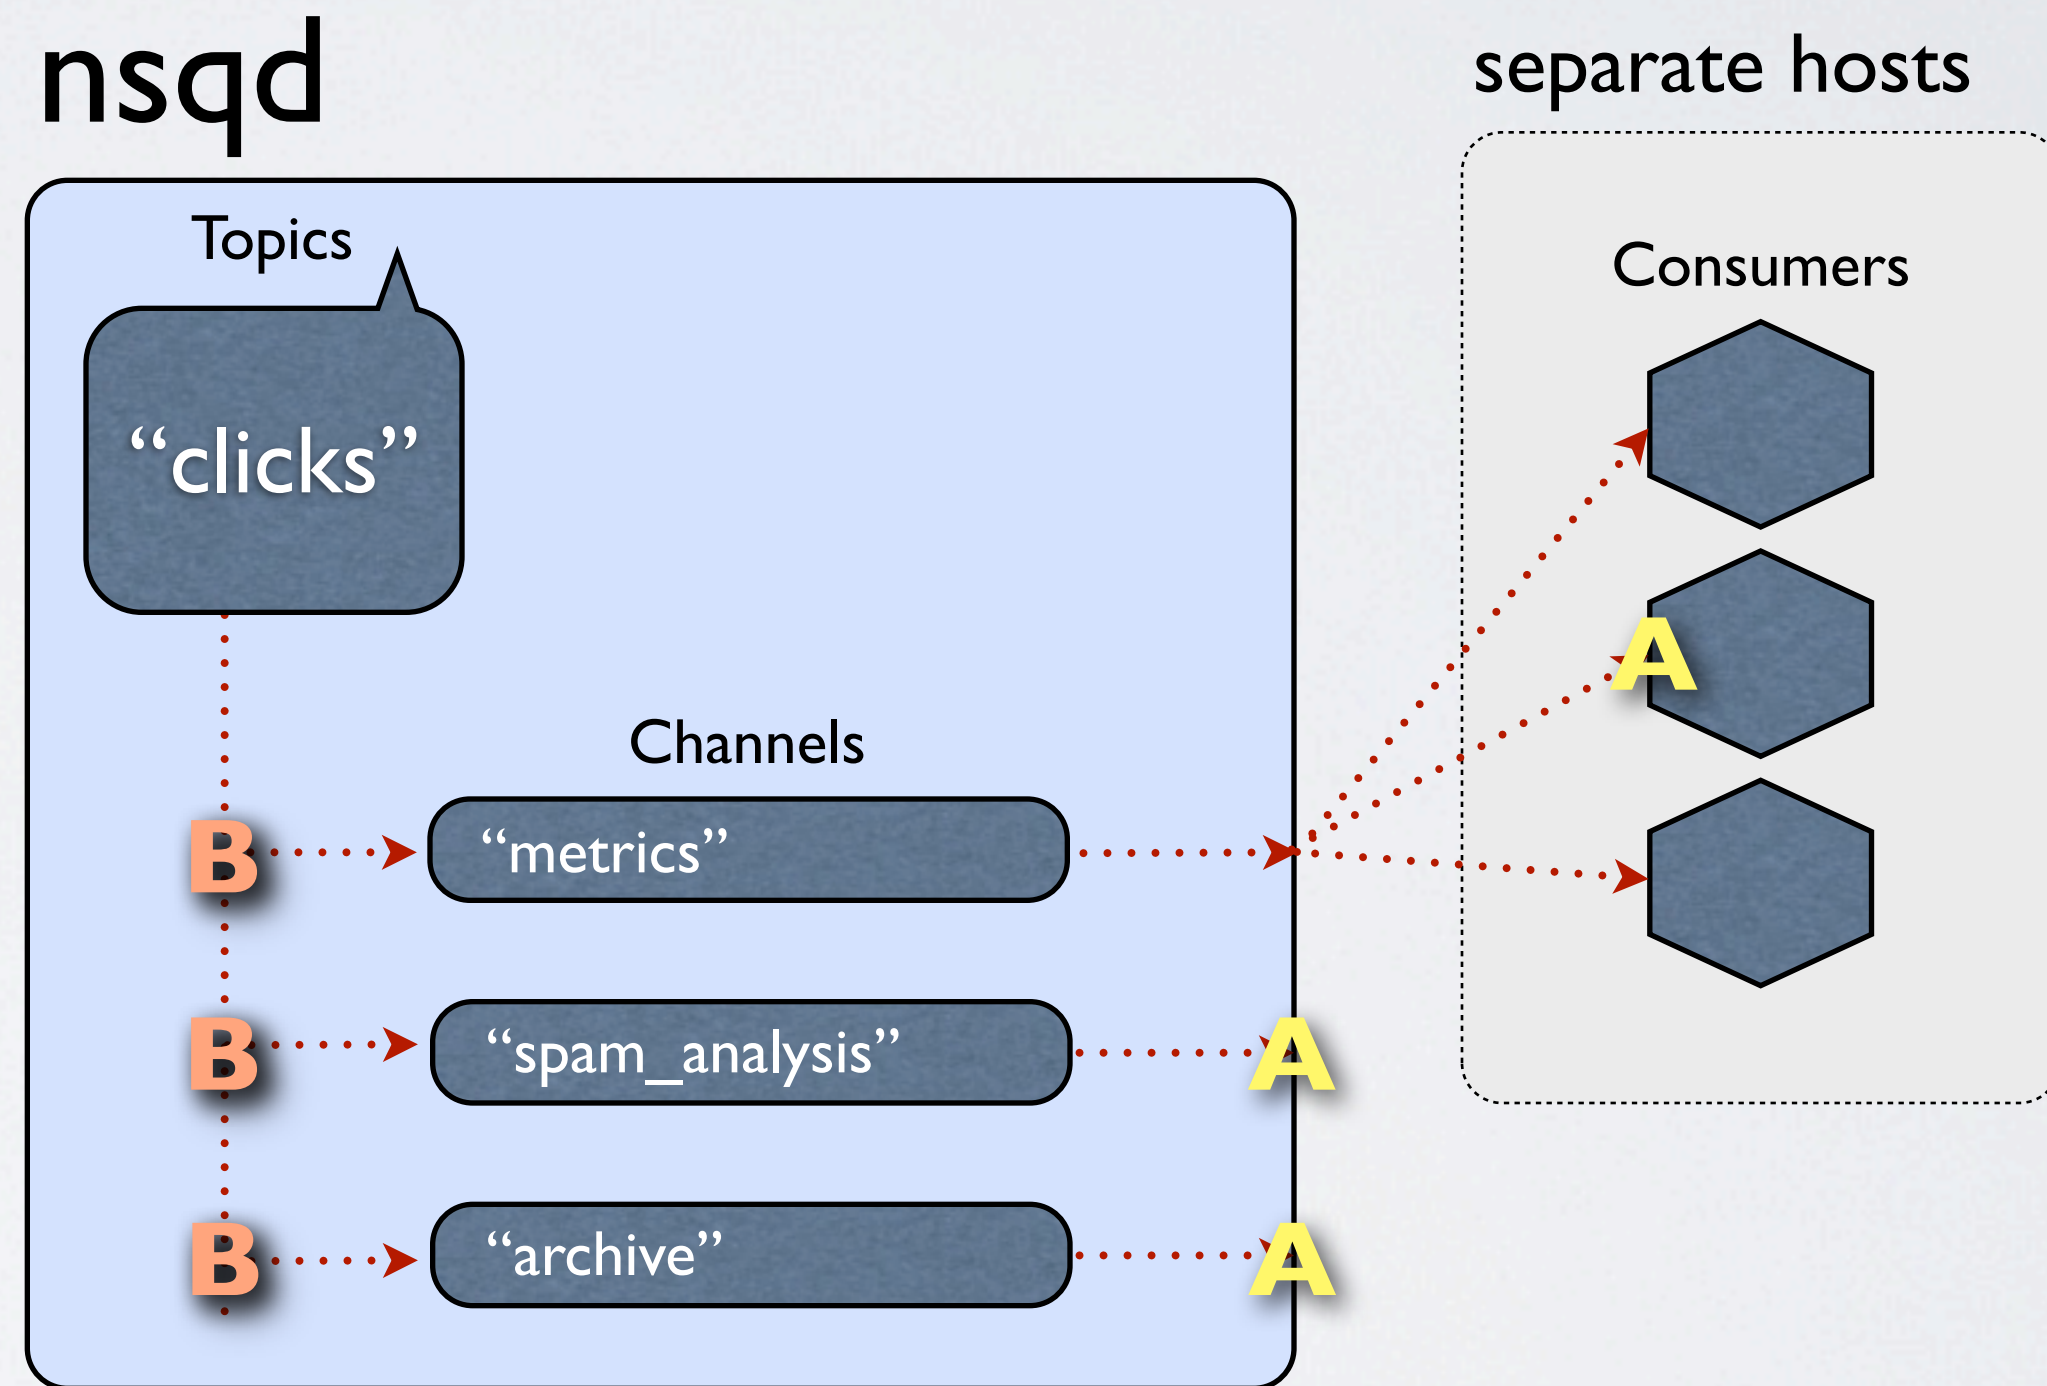 nsqd
separate hosts
Topics
Consumers
“clicks”
A
Channels
B
“metrics”
B
“spam_analysis”
A
B
“archive”
A